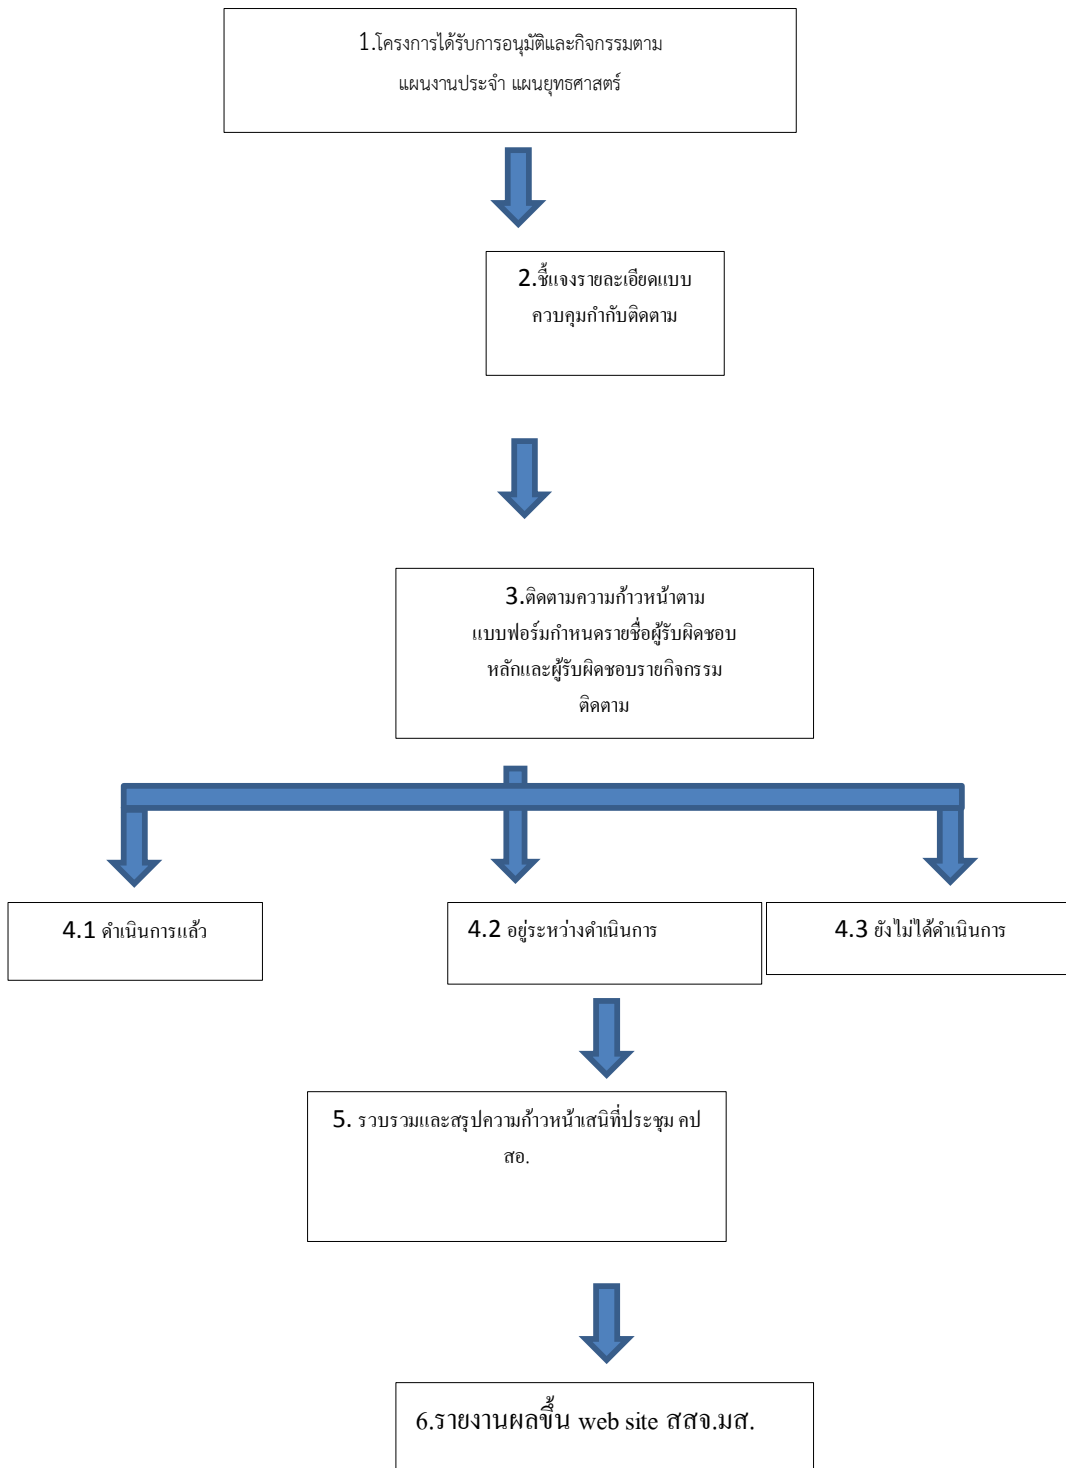 1.โครงการได้รับการอนุมัติและกิจกรรมตาม
แผนงานประจำ แผนยุทธศาสตร์
2.ชี้แจงรายละเอียดแบบ
ควบคุมกำกับติดตาม
3.ติดตามความก้าวหน้าตาม
แบบฟอร์มกำหนดรายชื่อผู้รับผิดชอบ
หลักและผู้รับผิดชอบรายกิจกรรม
ติดตาม
4.1 ดำเนินการแล้ว
4.2 อยู่ระหว่างดำเนินการ
4.3 ยังไม่ได้ดำเนินการ
5. รวบรวมและสรุปความก้าวหน้าเสนิที่ประชุม คป
สอ.
6.รายงานผลขึ้น web site สสจ.มส.